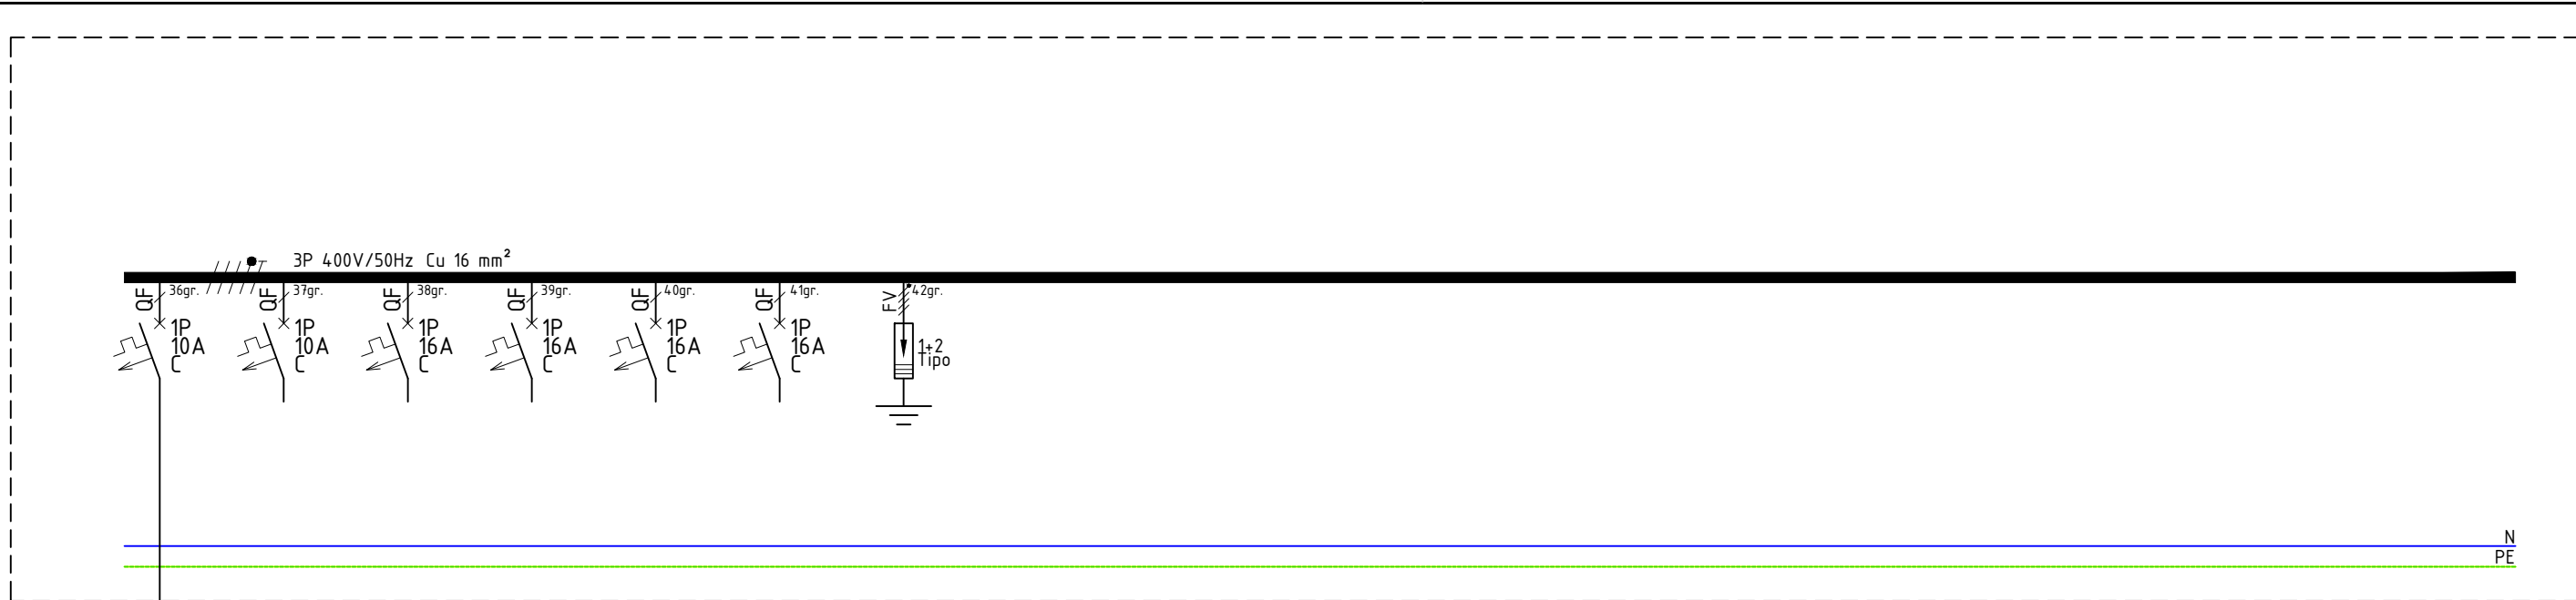 3P 400V/50Hz Cu 16 mm²
QF 36gr.
1P
10A
C
QF 37gr.
1P
10A
C
QF 38gr.
1P
16A
C
QF 39gr.
1P
16A
C
QF 40gr.
1P
16A
C
QF 41gr.
1P
16A
C
FV 42gr.
1+2
Tipo
N
PE